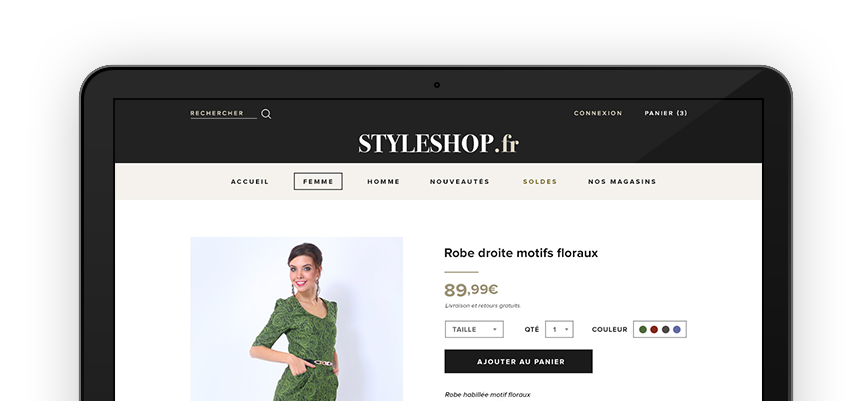 RECHERCHER
CONNEXION PANIER (3)
STYLESHOP.fr
ACCUEIL FEMME HOMME NOUVEAUTÉS SOLDES NOS MAGASINS
Robe droite motifs floraux
89,99€
Livraison et retours gratuits.
TAILLE QTÉ 1 COULEUR
AJOUTER AU PANIER
Robe habillée motif floraux